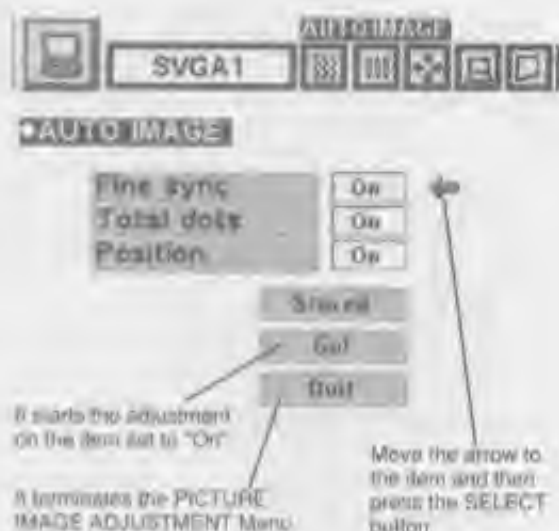 AUTO IMAGE
SVGA1
AUTO IMAGE
Fine sync On
Total dots On
Position On
Stored
Go!
Quit
It starts the adjustment
on the item set to "On"
Move the arrow to
the item and then
press the SELECT
button
It terminates the PICTURE
IMAGE ADJUSTMENT Menu